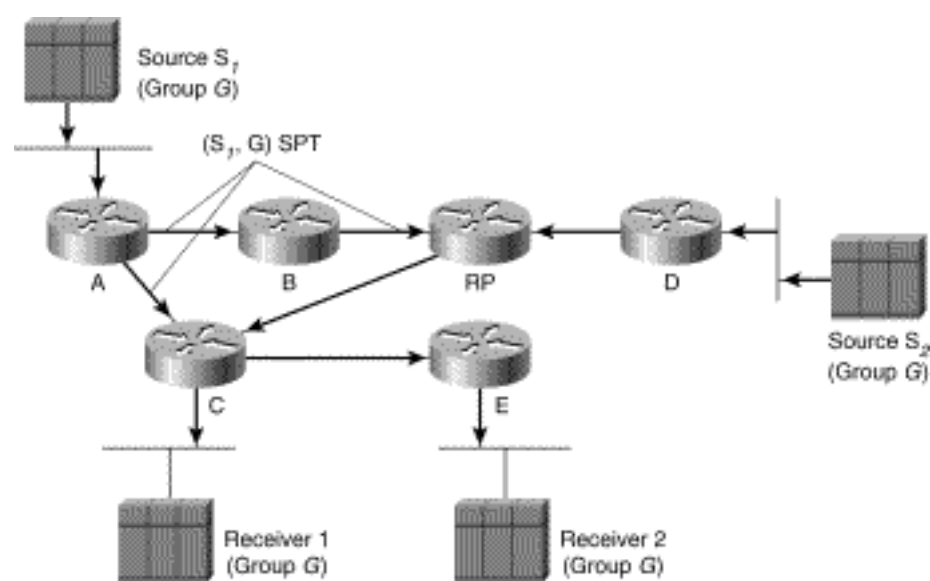 Source S1
(Group G)
(S1, G) SPT
A
B
RP
D
Source S2
(Group G)
C
E
Receiver 1
(Group G)
Receiver 2
(Group G)